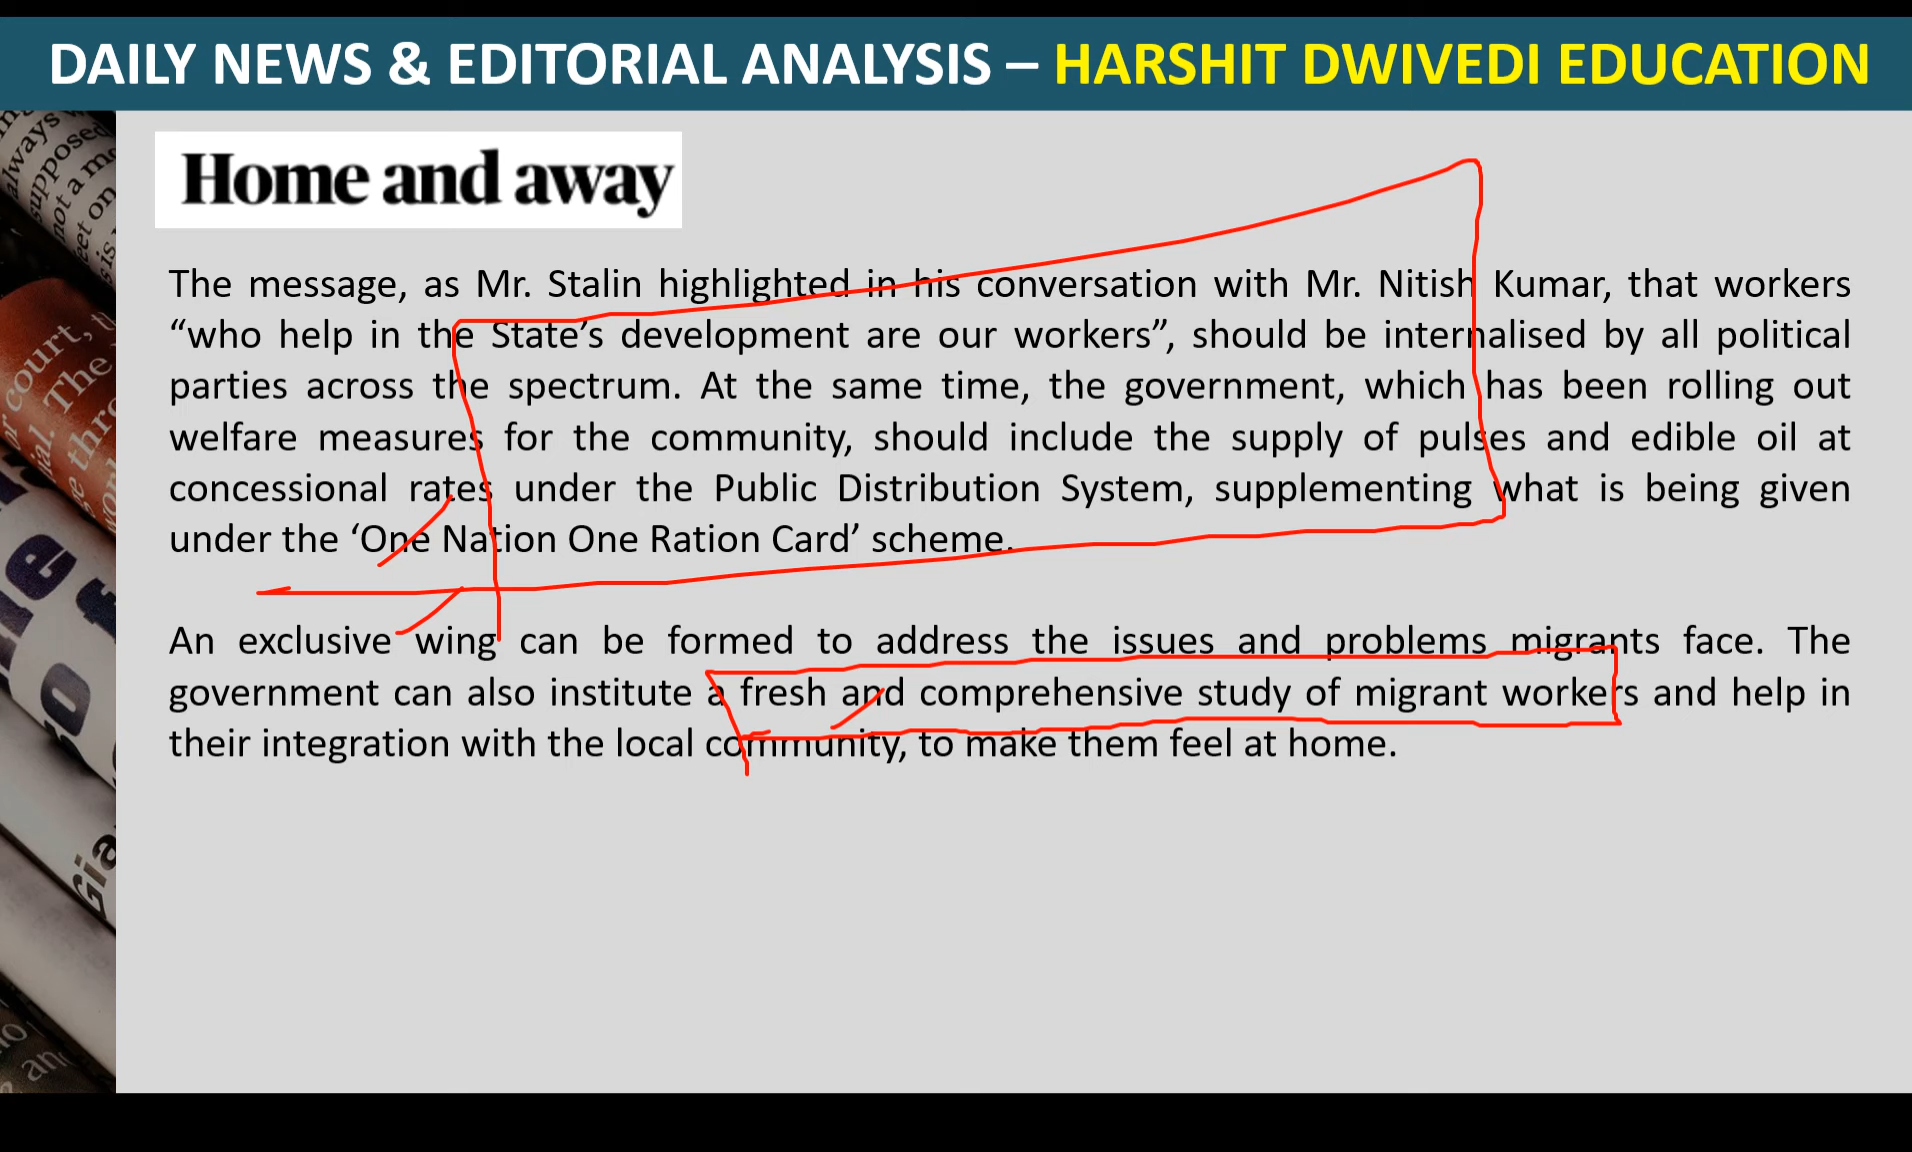 DAILY NEWS & EDITORIAL ANALYSIS – HARSHIT DWIVEDI EDUCATION
Home and away
The message, as Mr. Stalin highlighted in his conversation with Mr. Nitish Kumar, that workers
“who help in the State’s development are our workers”, should be internalised by all political
parties across the spectrum. At the same time, the government, which has been rolling out
welfare measures for the community, should include the supply of pulses and edible oil at
concessional rates under the Public Distribution System, supplementing what is being given
under the ‘One Nation One Ration Card’ scheme.
An exclusive wing can be formed to address the issues and problems migrants face. The
government can also institute a fresh and comprehensive study of migrant workers and help in
their integration with the local community, to make them feel at home.
always
supposed
not a
court,
The